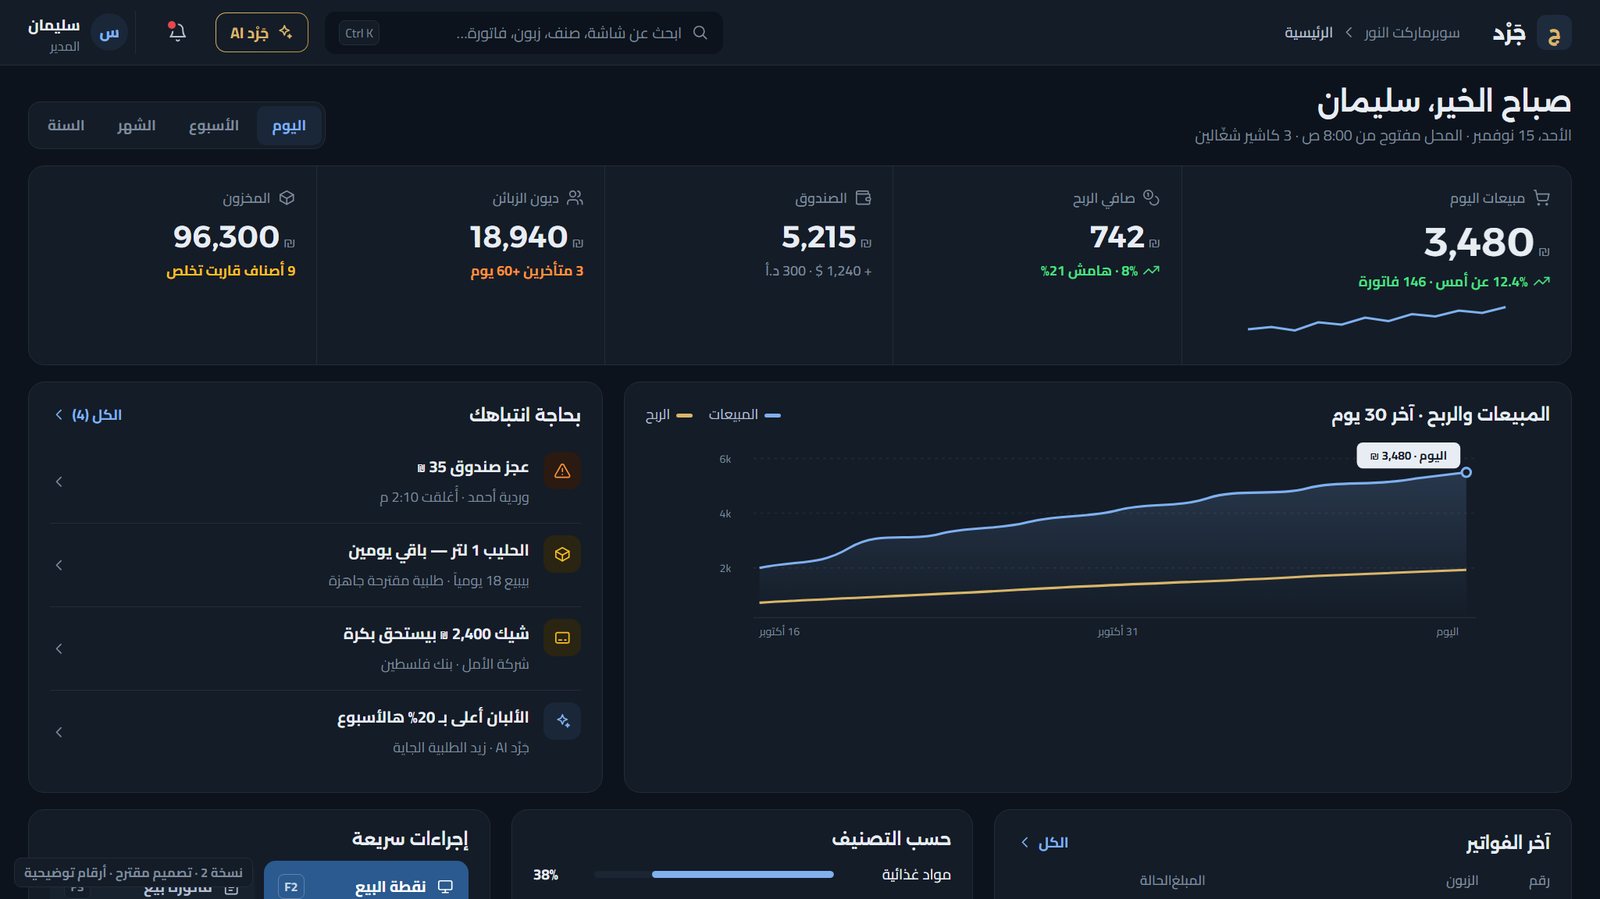 ج جَرْد
سوبرماركت النور
الرئيسية
ابحث عن شاشة، صنف، زبون، فاتورة...
Ctrl K
جَرْد AI
س
سليمان
المدير
صباح الخير، سليمان
الأحد، 15 نوفمبر · المحل مفتوح من 8:00 ص · 3 كاشير شغّالين
اليوم
الأسبوع
الشهر
السنة
مبيعات اليوم
₪ 3,480
12.4% عن أمس · 146 فاتورة
صافي الربح
₪ 742
8% · هامش 21%
الصندوق
₪ 5,215
+ 1,240 $ · 300 د.أ
ديون الزبائن
₪ 18,940
3 متأخرين +60 يوم
المخزون
₪ 96,300
9 أصناف قاربت تخلص
المبيعات والربح · آخر 30 يوم
المبيعات
الربح
اليوم · 3,480 ₪
6k
4k
2k
16 أكتوبر
31 أكتوبر
اليوم
بحاجة انتباهك
الكل (4)
عجز صندوق 35 ₪
وردية أحمد · أُغلقت 2:10 م
الحليب 1 لتر — باقي يومين
بيبيع 18 يومياً · طلبية مقترحة جاهزة
شيك 2,400 ₪ بيستحق بكرة
شركة الأمل · بنك فلسطين
الألبان أعلى بـ 20% هالأسبوع
جَرْد AI · زيد الطلبية الجاية
آخر الفواتير
الكل
رقم
الزبون
المبلغ
الحالة
حسب التصنيف
مواد غذائية
38%
إجراءات سريعة
نقطة البيع
F2
فاتورة بيع
F3
نسخة 2 · تصميم مقترح · أرقام توضيحية